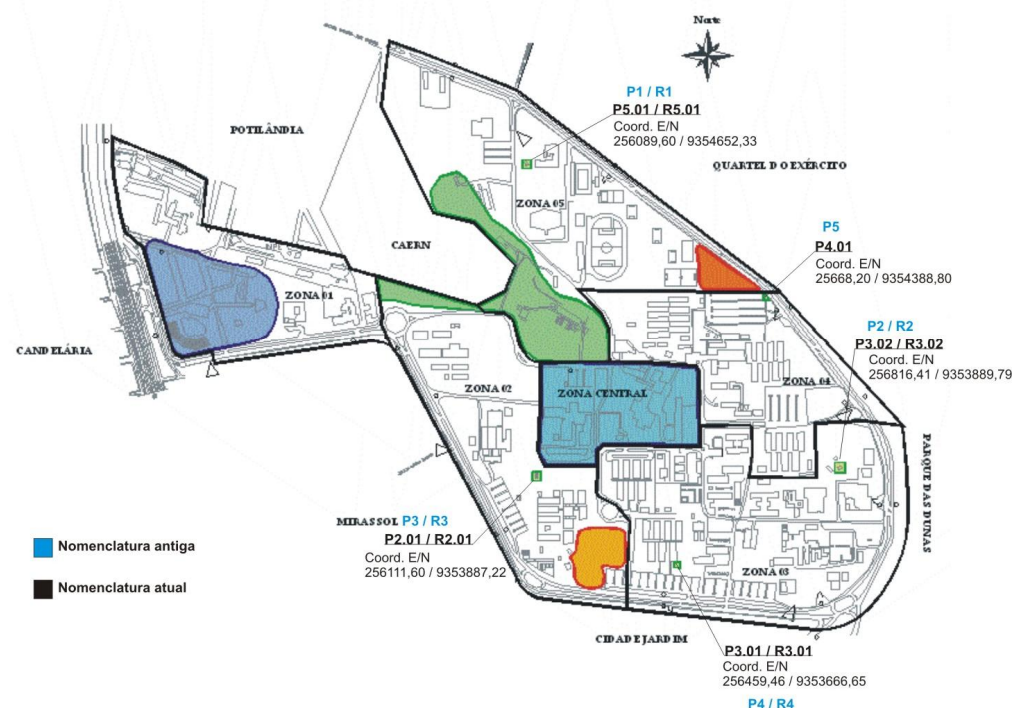 Norte
P1 / R1
P5.01 / R5.01
Coord. E/N
256089,60 / 9354652,33
POTILÂNDIA
QUARTEL DO EXÉRCITO
ZONA 05
P5
P4.01
Coord. E/N
25668,20 / 9354388,80
CAERN
ZONA 01
P2 / R2
P3.02 / R3.02
Coord. E/N
256816,41 / 9353889,79
CANDELÁRIA
ZONA 02
ZONA CENTRAL
ZONA 04
PARQUE DAS DUNAS
MIRASSOL P3 / R3
P2.01 / R2.01
Coord. E/N
256111,60 / 9353887,22
Nomenclatura antiga
Nomenclatura atual
ZONA 03
CIDADE JARDIM
P3.01 / R3.01
Coord. E/N
256459,46 / 9353666,65
P4 / R4